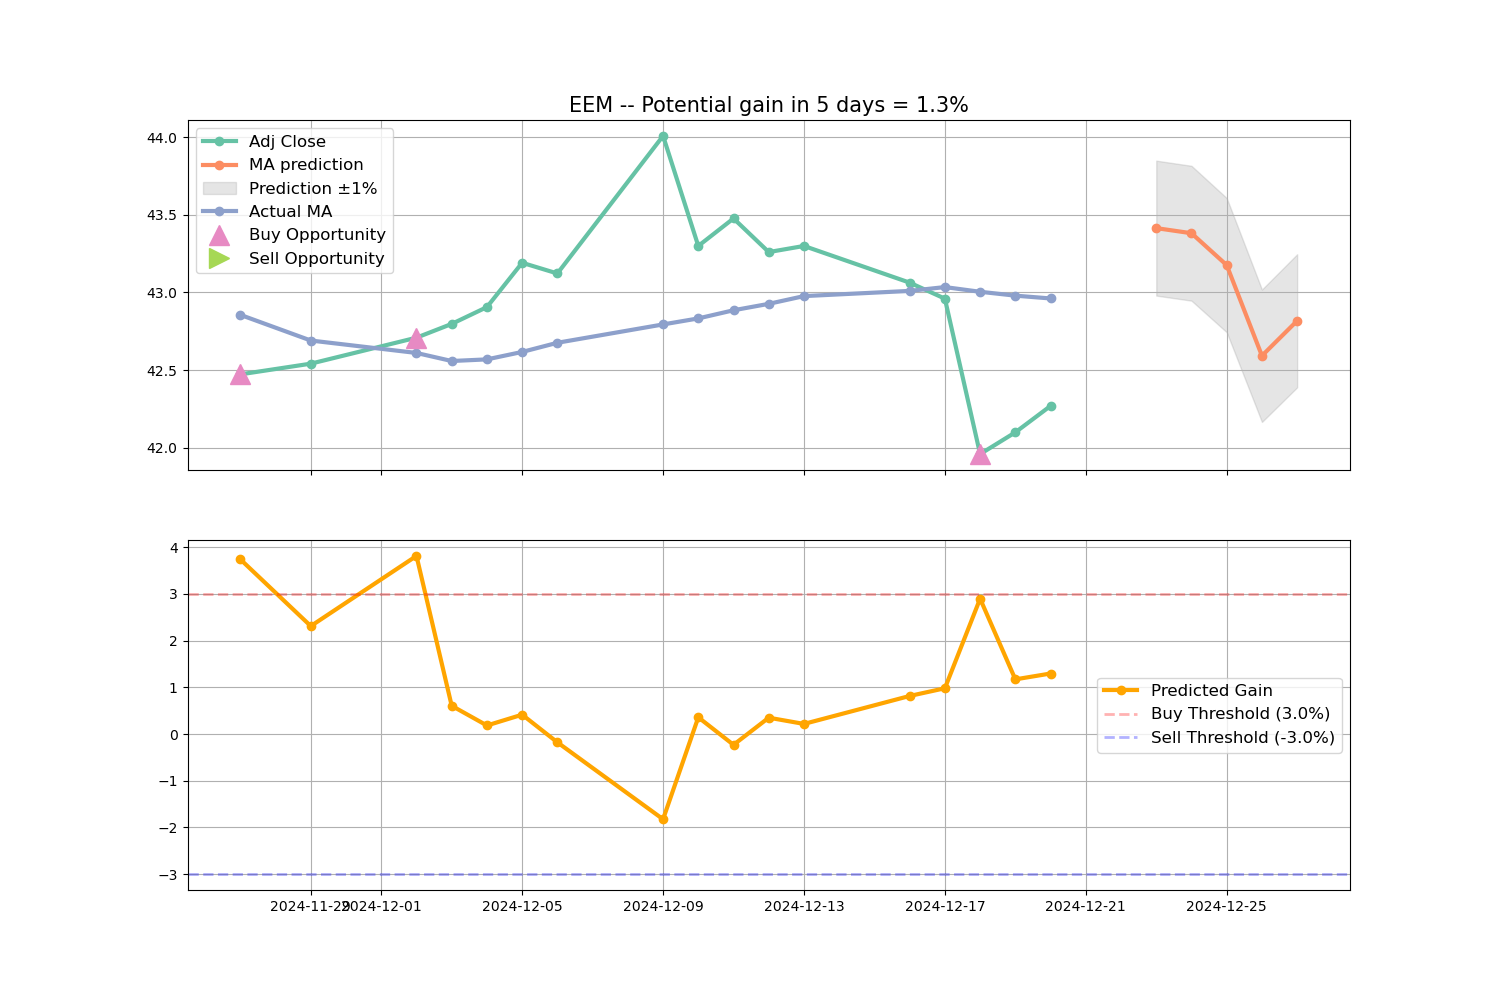 EEM -- Potential gain in 5 days = 1.3%
44.0
43.5
43.0
42.5
42.0
Adj Close
MA prediction
Prediction ±1%
Actual MA
Buy Opportunity
Sell Opportunity
4
3
2
1
0
−1
−2
−3
Predicted Gain
Buy Threshold (3.0%)
Sell Threshold (-3.0%)
2024-11-29 2024-12-01 2024-12-05 2024-12-09 2024-12-13 2024-12-17 2024-12-21 2024-12-25